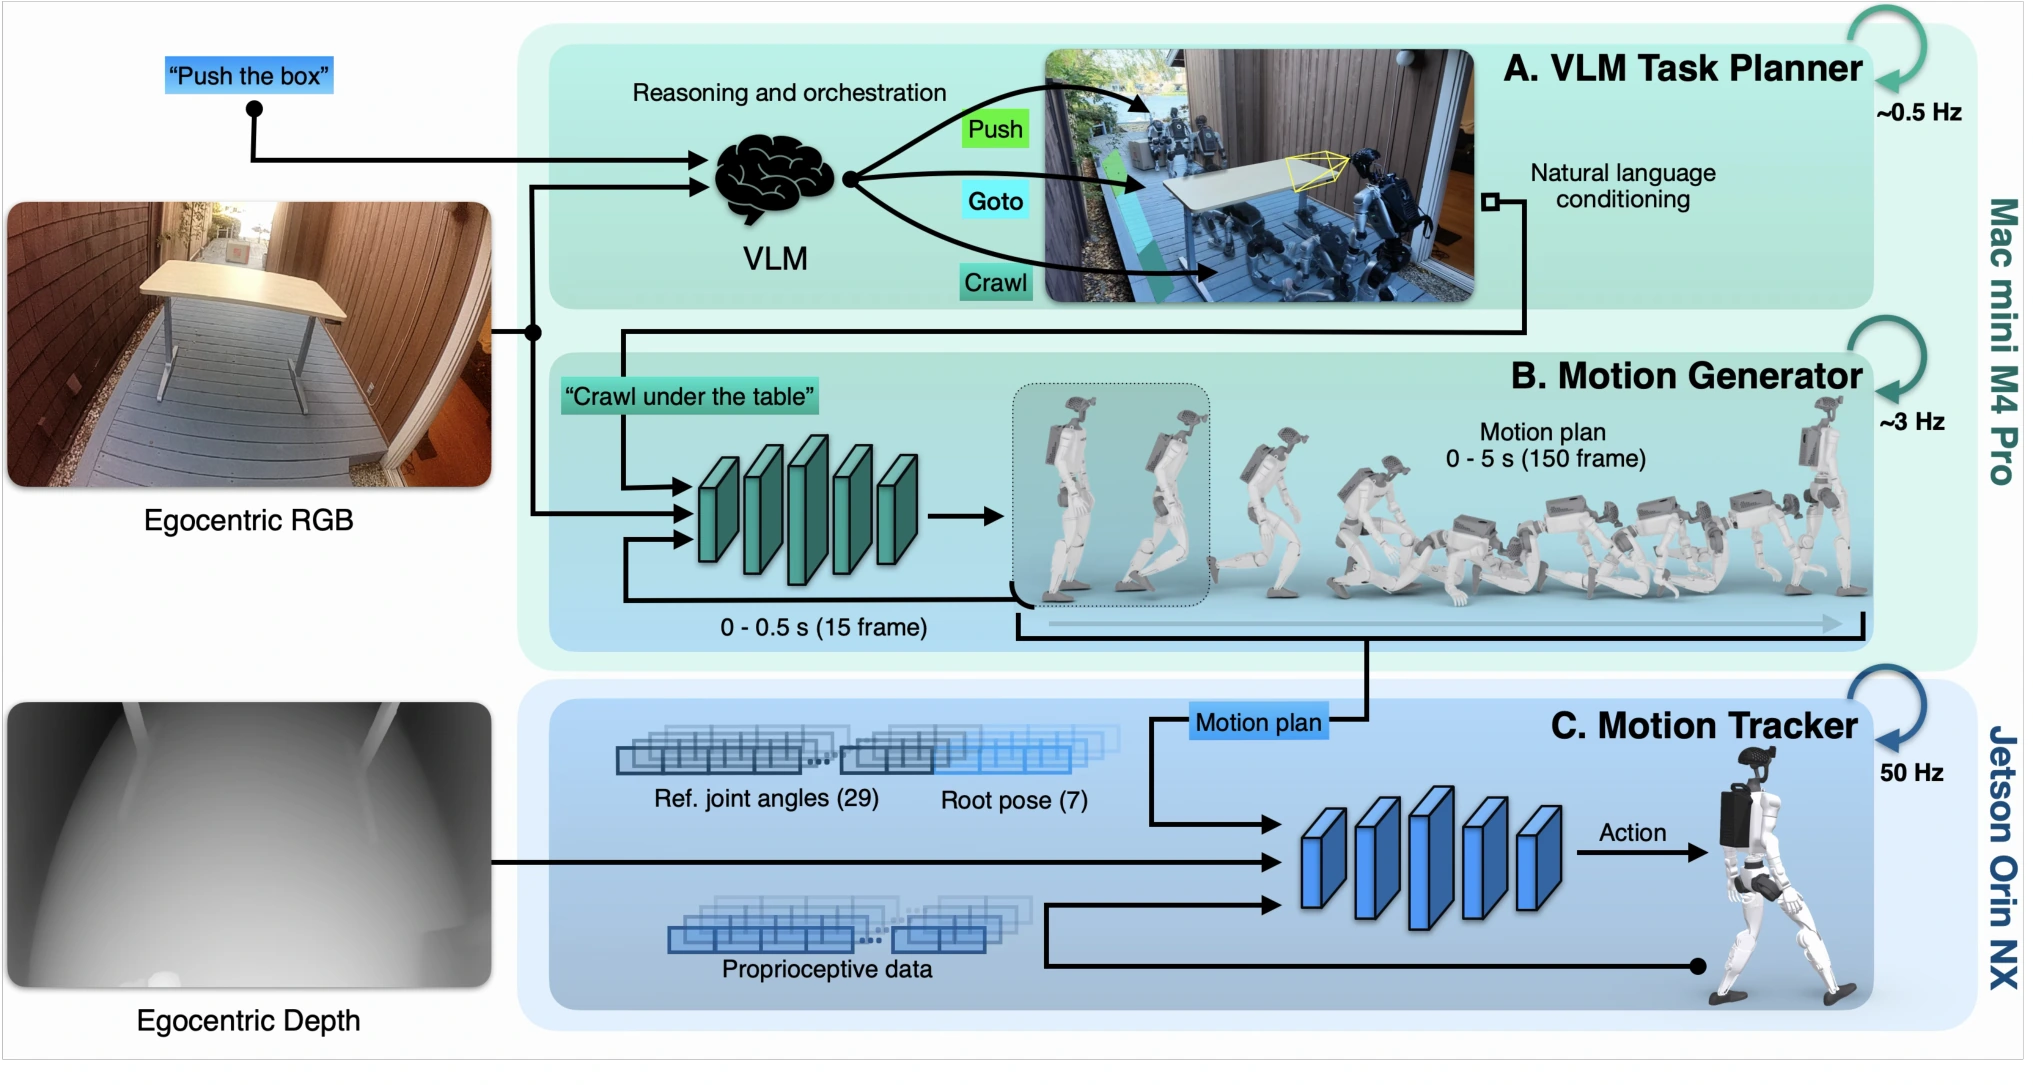 “Push the box”
Reasoning and orchestration
A. VLM Task Planner
~0.5 Hz
Push
Goto
Crawl
VLM
Natural language
conditioning
Egocentric RGB
Mac mini M4 Pro
B. Motion Generator
~3 Hz
“Crawl under the table”
Motion plan
0 - 5 s (150 frame)
0 - 0.5 s (15 frame)
Motion plan
C. Motion Tracker
50 Hz
Ref. joint angles (29)
Root pose (7)
Action
Proprioceptive data
Egocentric Depth
Jetson Orin NX